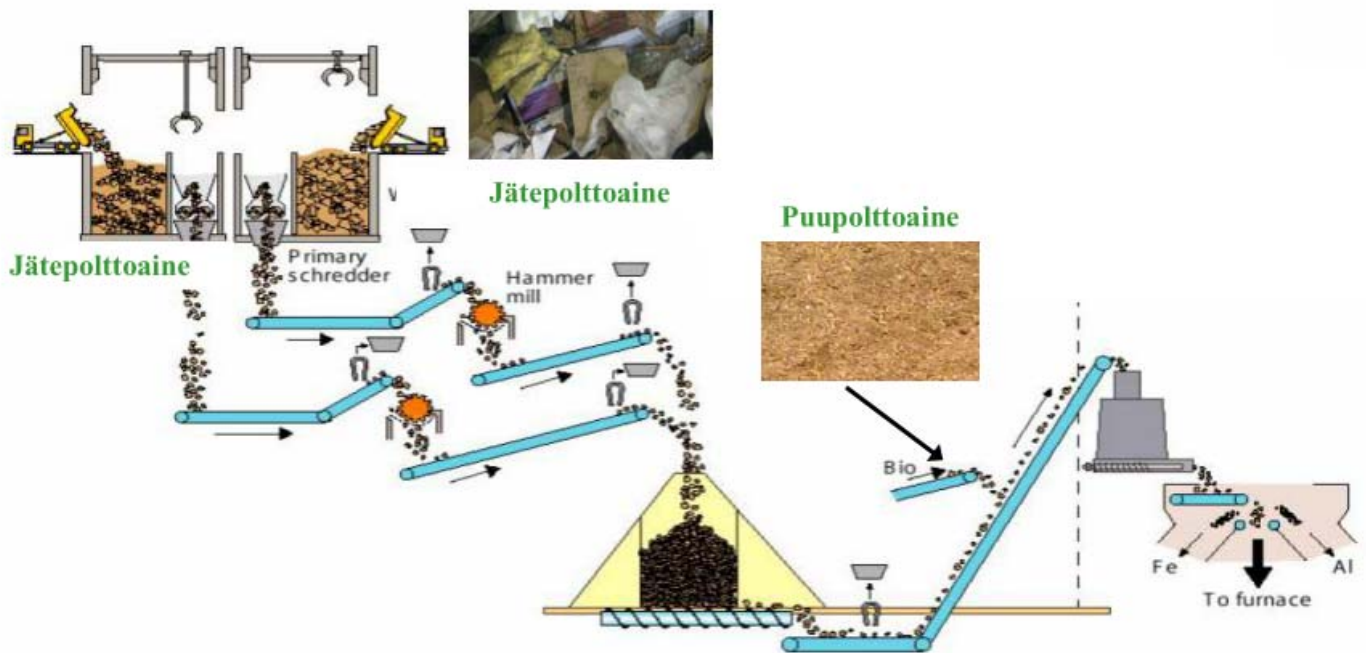 Jätepolttoaine
Puupolttoaine
Jätepolttoaine
Primary
schredder
Hammer
mill
Bio
Fe
Al
To furnace